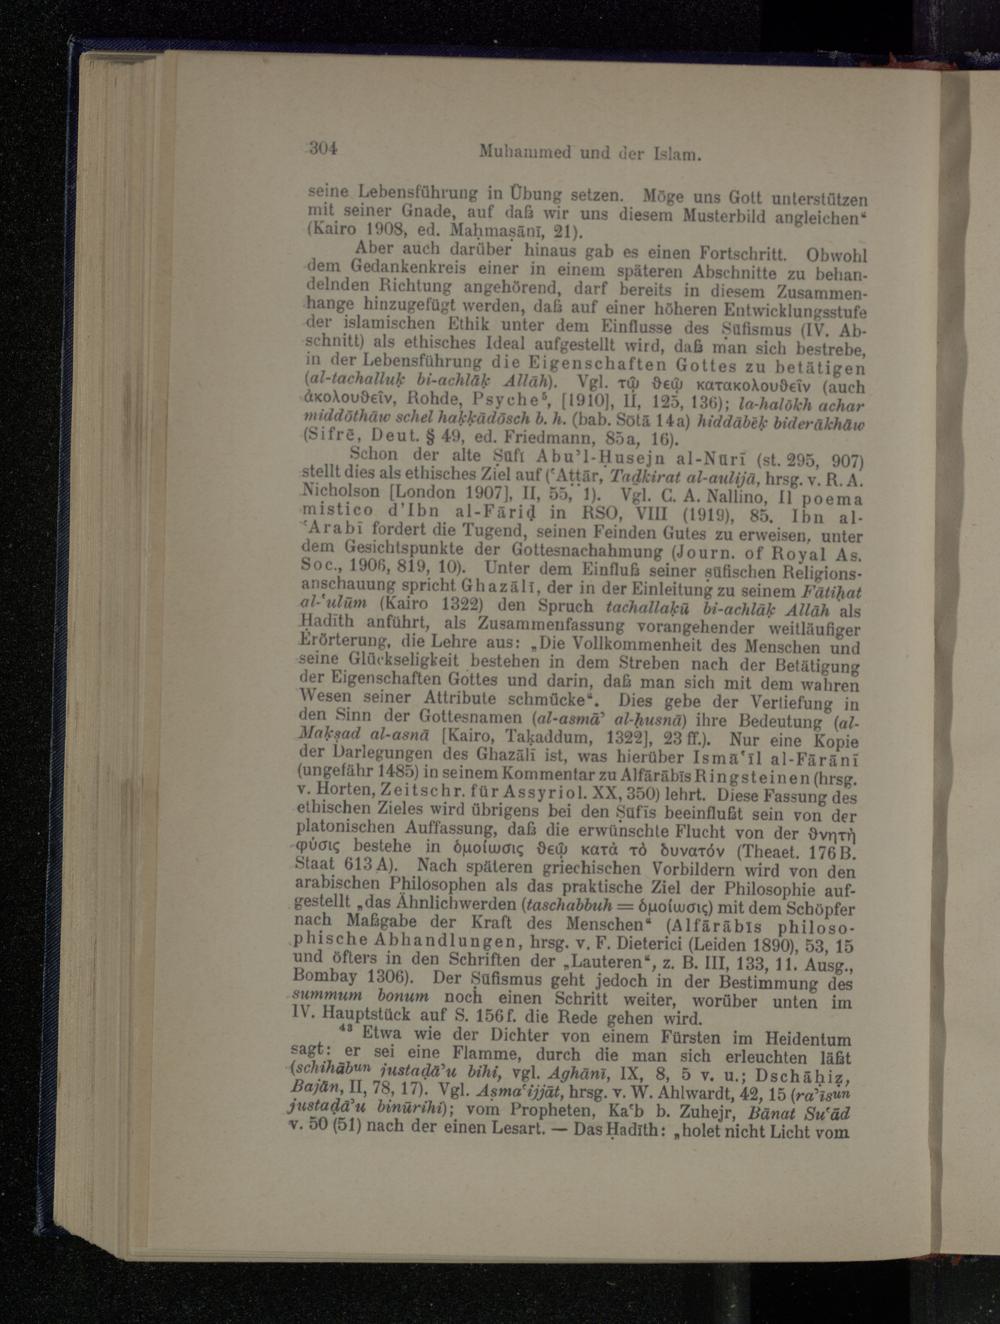 304 Muhammed und der Islam.
seine Lebensführung in Übung setzen. Möge uns Gott unterstützen
mit seiner Gnade, auf daß wir uns diesem Musterbild angleichen“
(Kairo 1908, ed. Maḥmaṣānī, 21).
Aber auch darüber hinaus gab es einen Fortschritt. Obwohl
dem Gedankenkreis einer in einem späteren Abschnitte zu behan-
delnden Richtung angehörend, darf bereits in diesem Zusammen-
hange hinzugefügt werden, daß auf einer höheren Entwicklungsstufe
der islamischen Ethik unter dem Einflusse des Ṣūfismus (IV. Ab-
schnitt) als ethisches Ideal aufgestellt wird, daß man sich bestrebe,
in der Lebensführung die Eigenschaften Gottes zu betätigen
(al-tachalluḳ bi-achlāḳ Allāh). Vgl. τῷ ϑεῷ κατακολουϑεῖν (auch
ἀκολουϑεῖν, Rohde, Psyche⁵, [1910], II, 125, 136); la-halōkh achar
middōthāw schel haḳḳādōsch b. h. (bab. Sōtā 14a) hiddābēḳ biderākhāw
(Sifrē, Deut. § 49, ed. Friedmann, 85a, 16).
Schon der alte Ṣūfī Abu’l-Ḥusejn al-Nūrī (st. 295, 907)
stellt dies als ethisches Ziel auf (ʿAṭṭār, Taḏkirat al-aulijā, hrsg. v. R. A.
Nicholson [London 1907], II, 55, 1). Vgl. C. A. Nallino, Il poema
mistico d'Ibn al-Fāriḍ in RSO, VIII (1919), 85. Ibn al-
ʿArabī fordert die Tugend, seinen Feinden Gutes zu erweisen, unter
dem Gesichtspunkte der Gottesnachahmung (Journ. of Royal As.
Soc., 1906, 819, 10). Unter dem Einfluß seiner ṣūfischen Religions-
anschauung spricht Ghazālī, der in der Einleitung zu seinem Fātiḥat
al-ʿulūm (Kairo 1322) den Spruch tachallaḳū bi-achlāḳ Allāh als
Ḥadīth anführt, als Zusammenfassung vorangehender weitläufiger
Erörterung, die Lehre aus: „Die Vollkommenheit des Menschen und
seine Glückseligkeit bestehen in dem Streben nach der Betätigung
der Eigenschaften Gottes und darin, daß man sich mit dem wahren
Wesen seiner Attribute schmücke“. Dies gebe der Vertiefung in
den Sinn der Gottesnamen (al-asmāʾ al-ḥusnā) ihre Bedeutung (al-
Maḳṣad al-asnā [Kairo, Taḳaddum, 1322], 23 ff.). Nur eine Kopie
der Darlegungen des Ghazālī ist, was hierüber Ismāʿīl al-Fārānī
(ungefähr 1485) in seinem Kommentar zu Alfārābīs Ringsteinen (hrsg.
v. Horten, Zeitschr. für Assyriol. XX, 350) lehrt. Diese Fassung des
ethischen Zieles wird übrigens bei den Ṣūfīs beeinflußt sein von der
platonischen Auffassung, daß die erwünschte Flucht von der ϑνητὴ
φύσις bestehe in ὁμοίωσις ϑεῷ κατὰ τὸ δυνατόν (Theaet. 176 B.
Staat 613 A). Nach späteren griechischen Vorbildern wird von den
arabischen Philosophen als das praktische Ziel der Philosophie auf-
gestellt „das Ähnlichwerden (taschabbuh = ὁμοίωσις) mit dem Schöpfer
nach Maßgabe der Kraft des Menschen“ (Alfārābīs philoso-
phische Abhandlungen, hrsg. v. F. Dieterici (Leiden 1890), 53, 15
und öfters in den Schriften der „Lauteren“, z. B. III, 133, 11. Ausg.,
Bombay 1306). Der Ṣūfismus geht jedoch in der Bestimmung des
summum bonum noch einen Schritt weiter, worüber unten im
IV. Hauptstück auf S. 156 f. die Rede gehen wird.
⁴³ Etwa wie der Dichter von einem Fürsten im Heidentum
sagt: er sei eine Flamme, durch die man sich erleuchten läßt
(schihābun justaḍāʾu bihi, vgl. Aghānī, IX, 8, 5 v. u.; Dschāḥiẓ,
Bajān, II, 78, 17). Vgl. Aṣmaʿijjāt, hrsg. v. W. Ahlwardt, 42, 15 (raʾīsun
justaḍāʾu binūrihi); vom Propheten, Kaʿb b. Zuhejr, Bānat Suʿād
v. 50 (51) nach der einen Lesart. — Das Ḥadīth: „holet nicht Licht vom